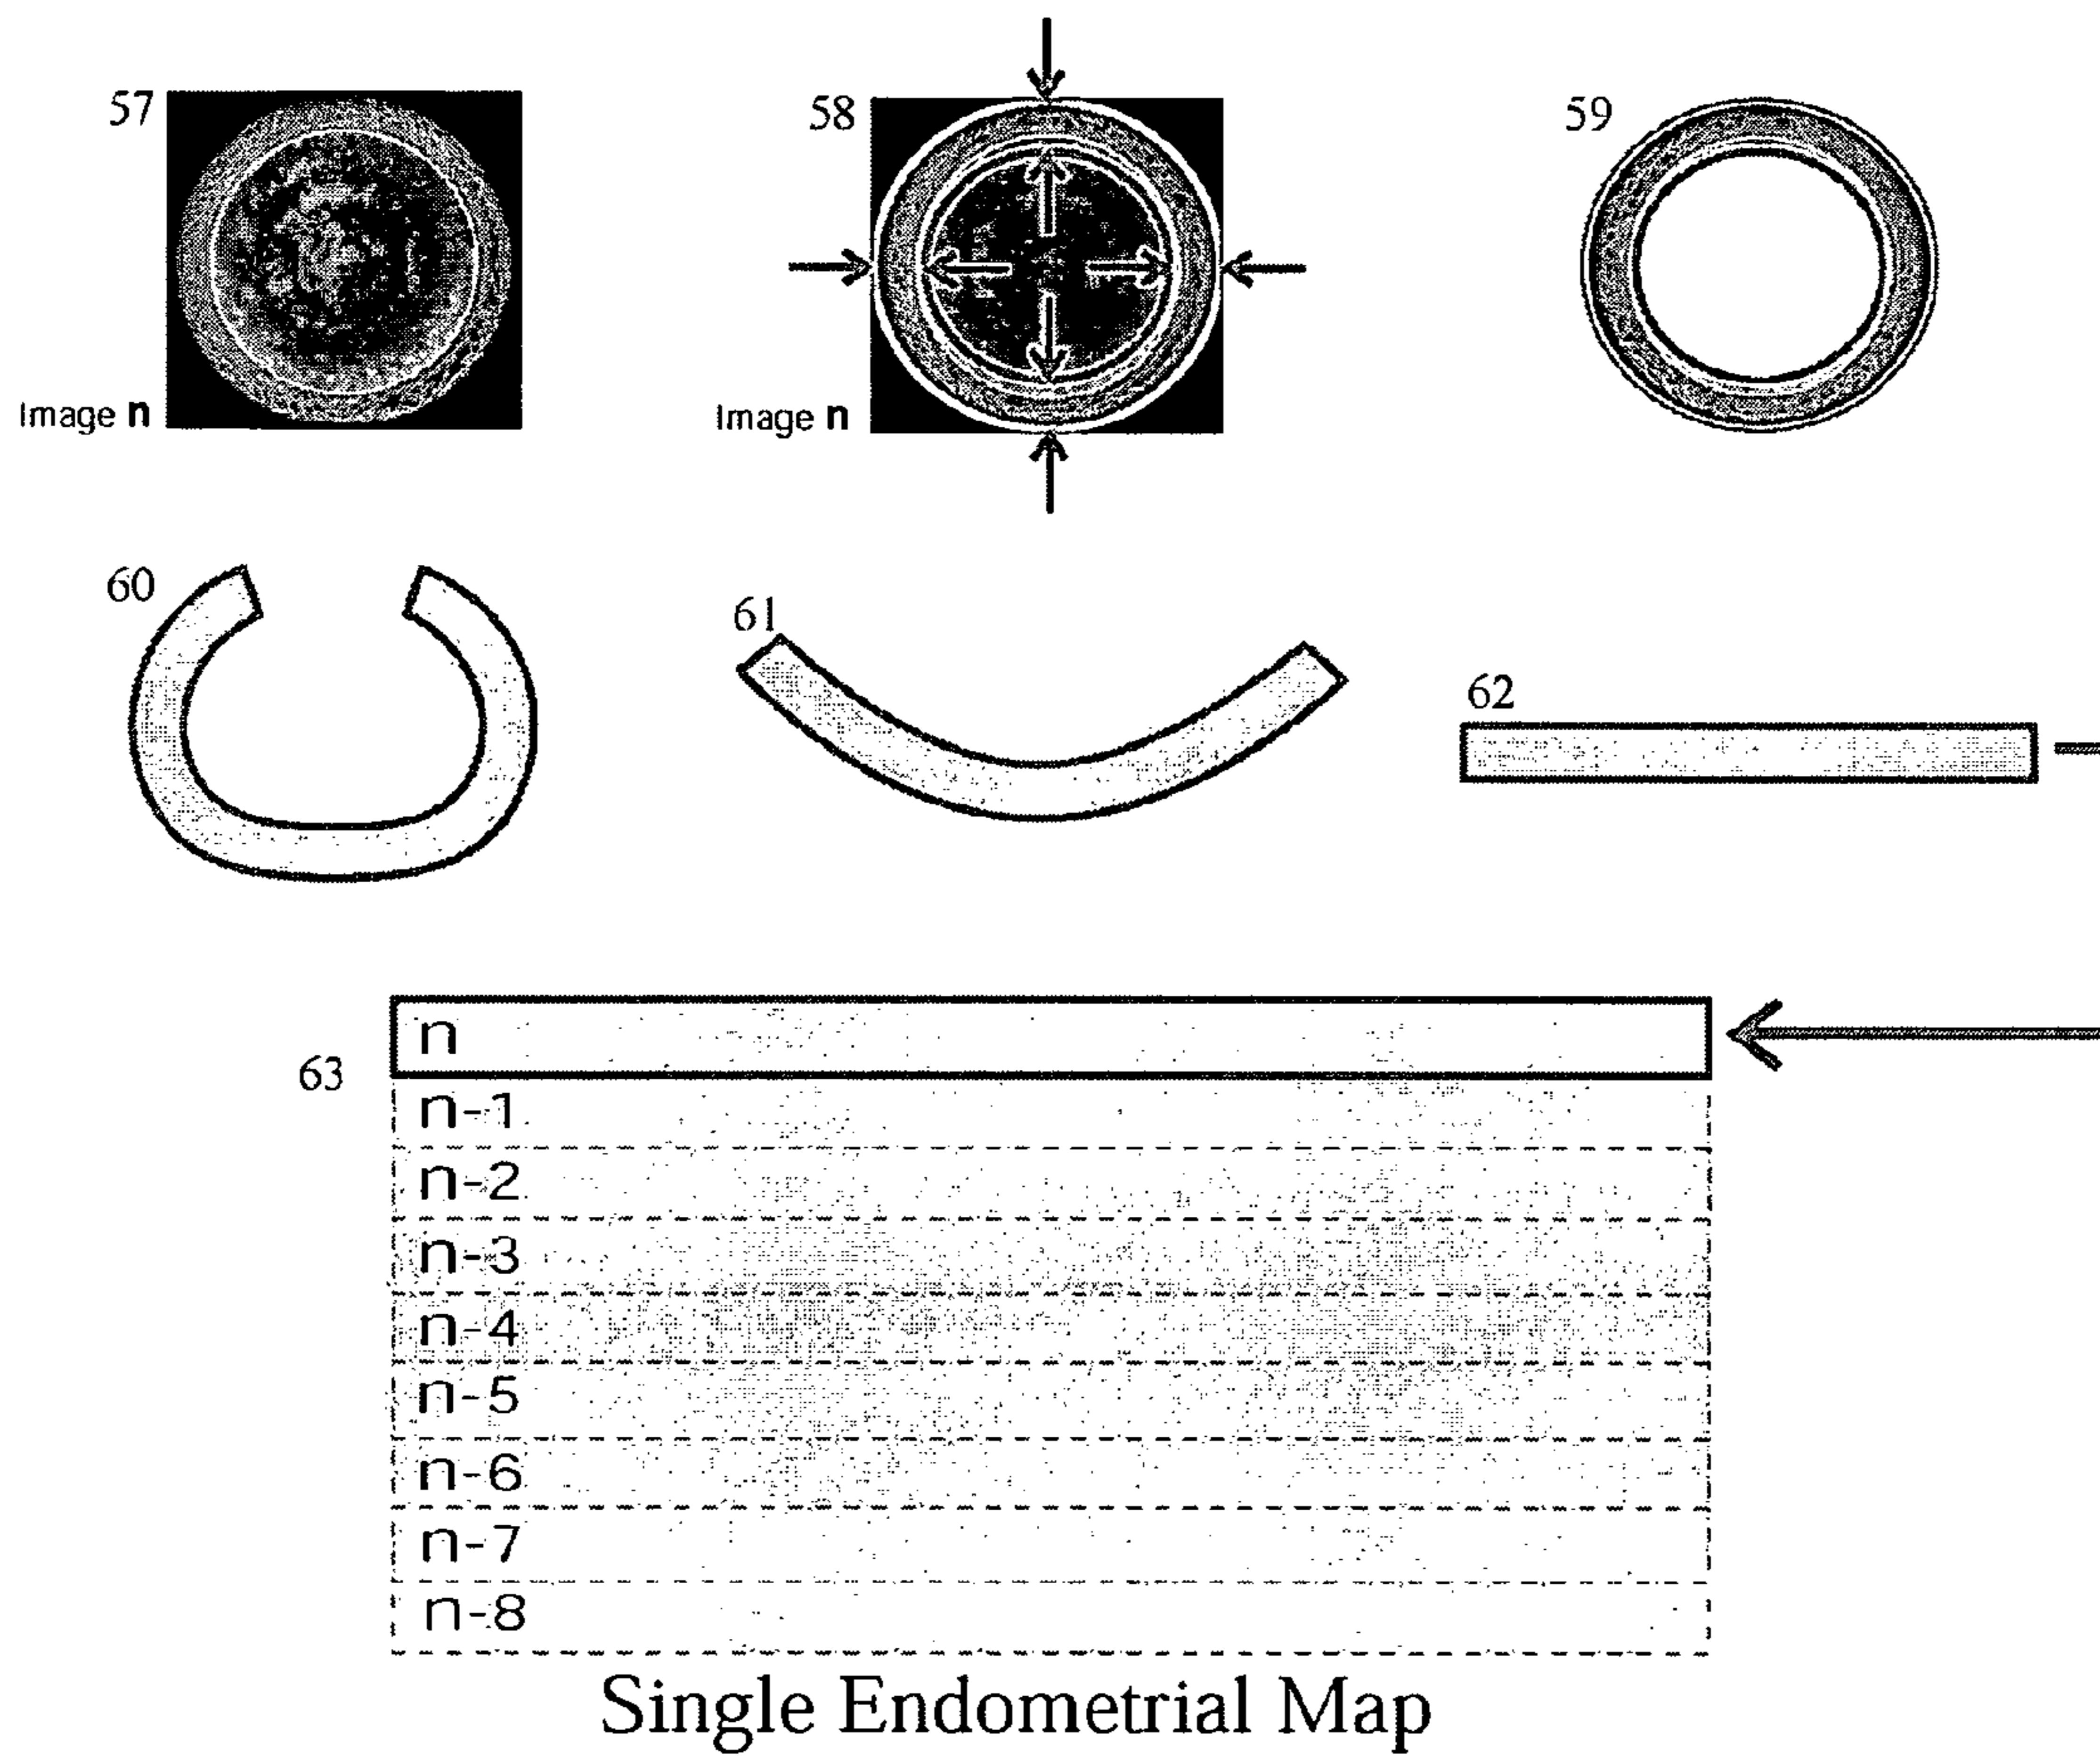 57
58
59
Image n
Image n
60
61
62
n
63
n-1
n-2
n-3
n-4
n-5
n-6
n-7
n-8
Single Endometrial Map